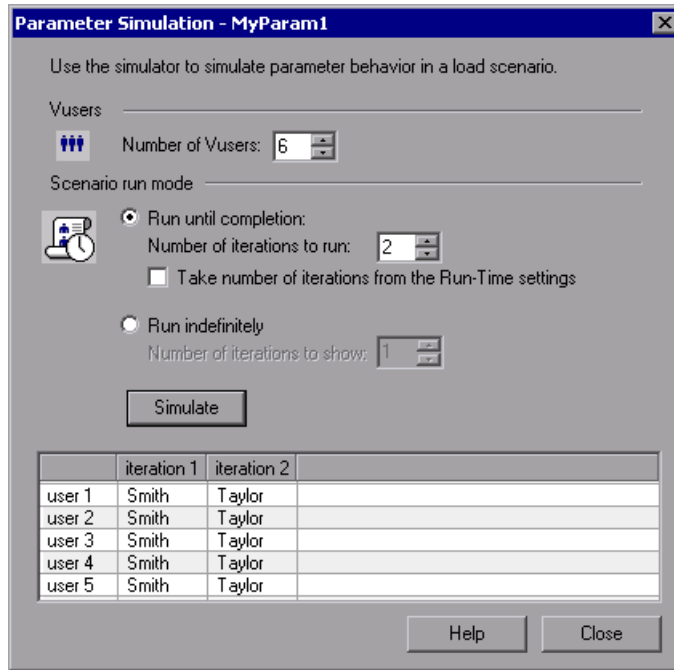 Parameter Simulation - MyParam1
Use the simulator to simulate parameter behavior in a load scenario.
Vusers
Number of Vusers: 6
Scenario run mode
Run until completion:
Number of iterations to run: 2
Take number of iterations from the Run-Time settings
Run indefinitely
Number of iterations to show: 1
Simulate
iteration 1 iteration 2
user 1 Smith Taylor
user 2 Smith Taylor
user 3 Smith Taylor
user 4 Smith Taylor
user 5 Smith Taylor
Help Close